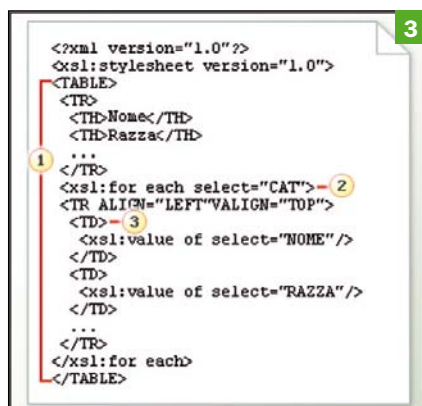 3
<?xml version="1.0"?>
<xsl:stylesheet version="1.0">
<TABLE>
<TR>
<TH>Nome</TH>
<TH>Razza</TH>
...
1
</TR>
<xsl:for each select="CAT"> 2
<TR ALIGN="LEFT"VALIGN="TOP">
<TD> 3
<xsl:value of select="NOME"/>
</TD>
<TD>
<xsl:value of select="RAZZA"/>
</TD>
...
</TR>
</xsl:for each>
</TABLE>